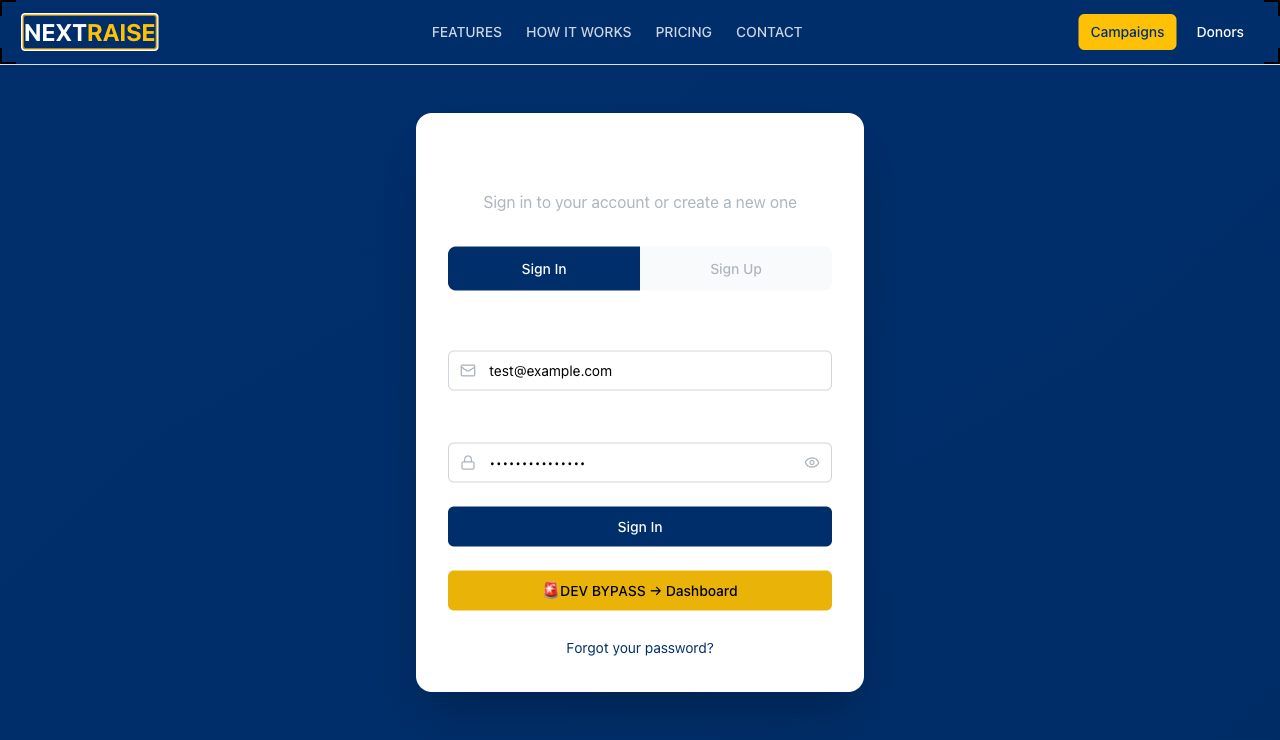 NEXTRAISE
FEATURES HOW IT WORKS PRICING CONTACT
Campaigns Donors
Sign in to your account or create a new one
Sign In Sign Up
test@example.com
•••••••••••••••
Sign In
🚨DEV BYPASS → Dashboard
Forgot your password?